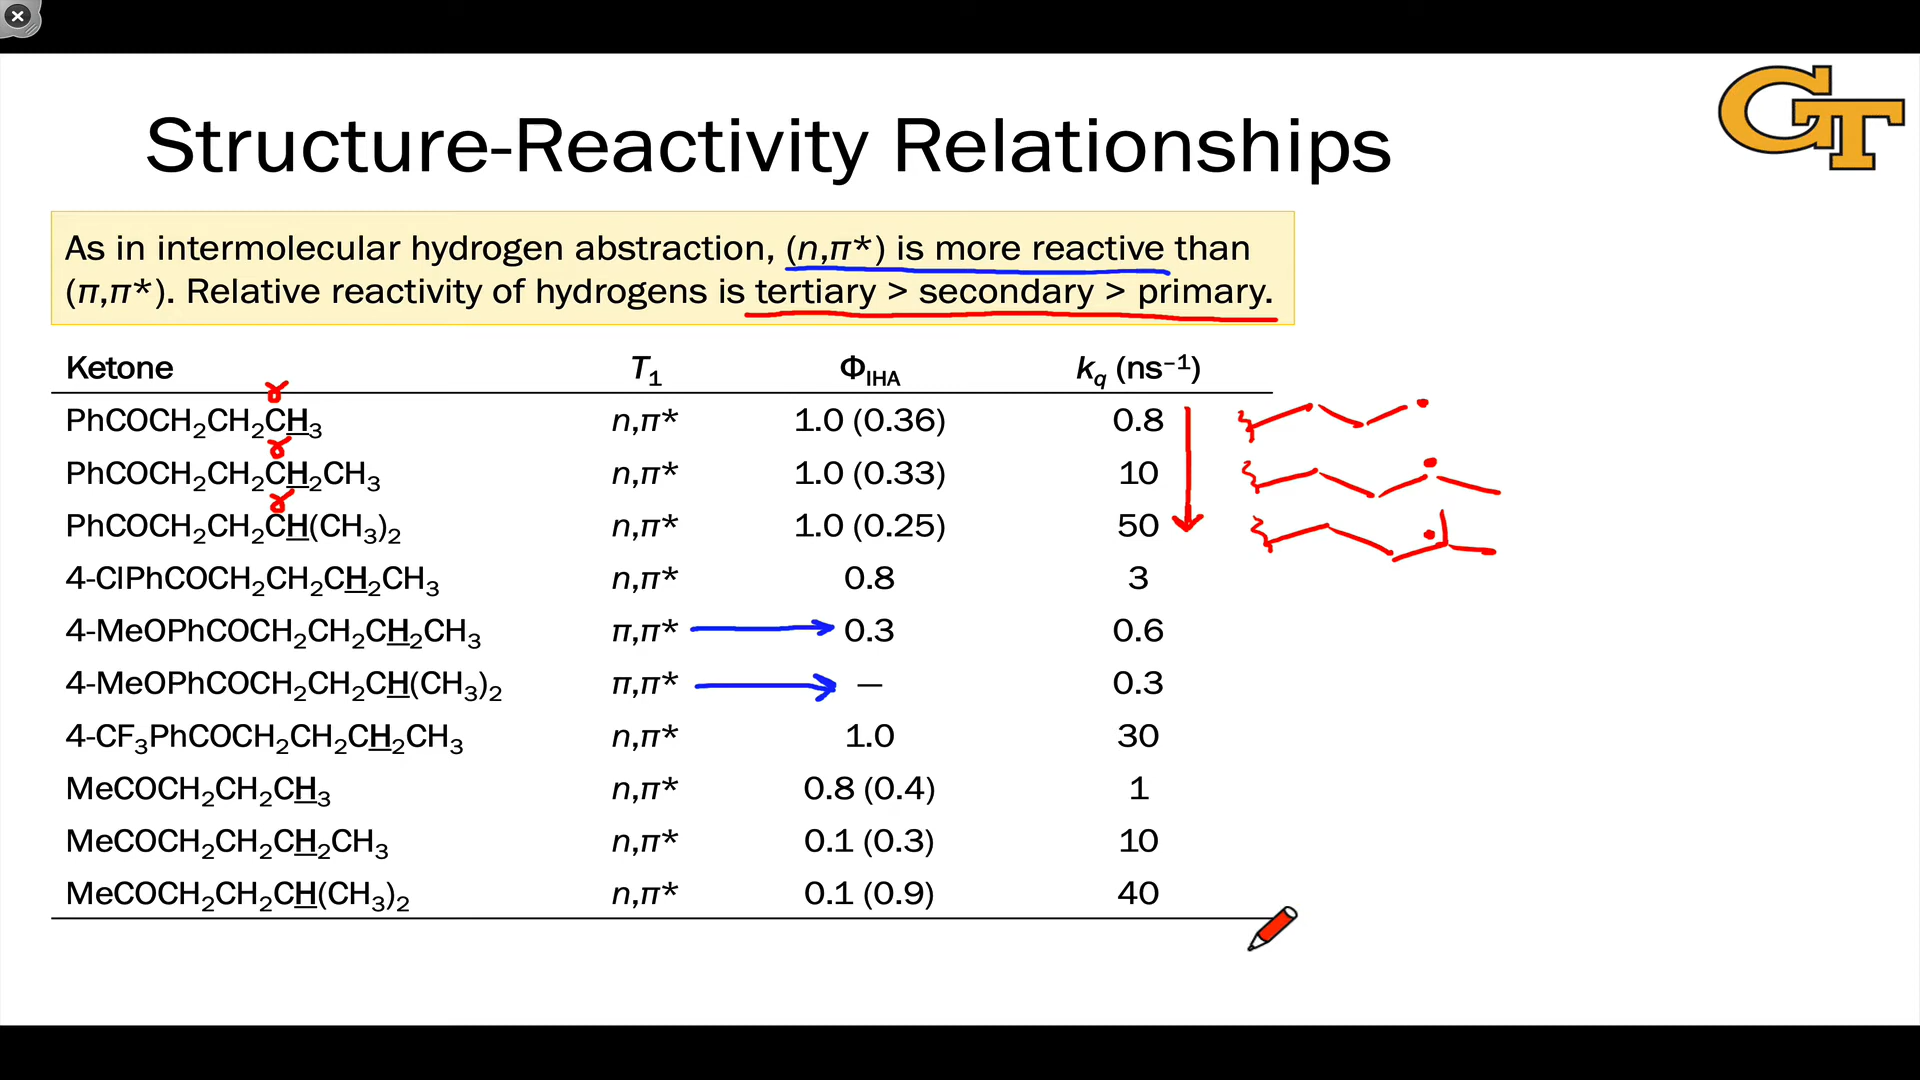 GT
Structure-Reactivity Relationships
As in intermolecular hydrogen abstraction, (n,π*) is more reactive than
(π,π*). Relative reactivity of hydrogens is tertiary > secondary > primary.
Ketone T₁ Φ_IHA k_q (ns⁻¹)
γ
PhCOCH₂CH₂CH₃ n,π* 1.0 (0.36) 0.8
γ
PhCOCH₂CH₂CH₂CH₃ n,π* 1.0 (0.33) 10
γ
PhCOCH₂CH₂CH(CH₃)₂ n,π* 1.0 (0.25) 50
4-ClPhCOCH₂CH₂CH₂CH₃ n,π* 0.8 3
4-MeOPhCOCH₂CH₂CH₂CH₃ π,π* 0.3 0.6
4-MeOPhCOCH₂CH₂CH(CH₃)₂ π,π* — 0.3
4-CF₃PhCOCH₂CH₂CH₂CH₃ n,π* 1.0 30
MeCOCH₂CH₂CH₃ n,π* 0.8 (0.4) 1
MeCOCH₂CH₂CH₂CH₃ n,π* 0.1 (0.3) 10
MeCOCH₂CH₂CH(CH₃)₂ n,π* 0.1 (0.9) 40